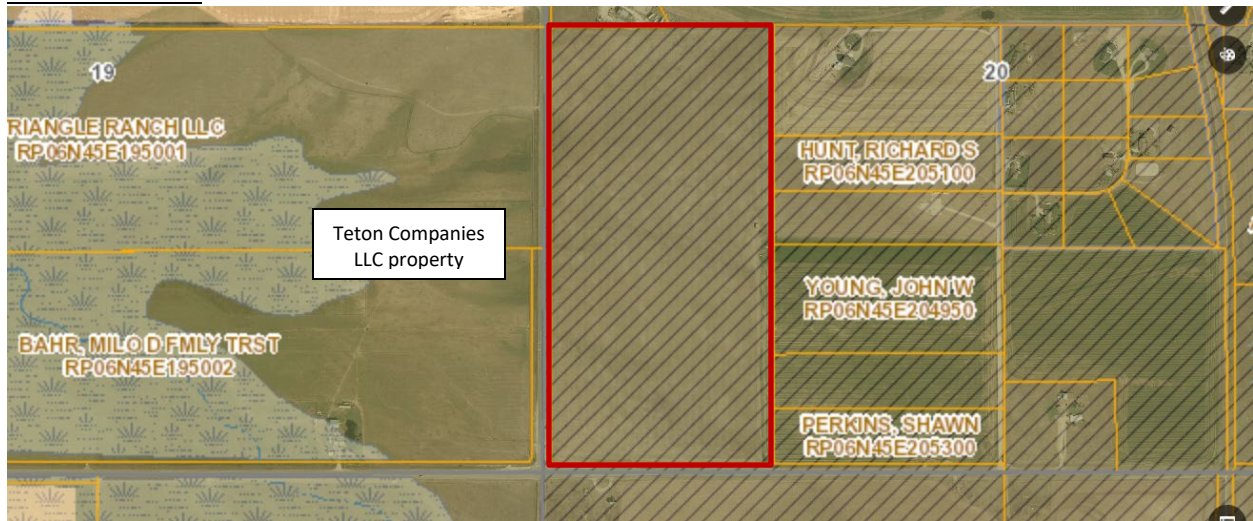 19
20
RIANGLE RANCH LLC
RP06N45E195001
HUNT, RICHARD S
RP06N45E205100
Teton Companies
LLC property
YOUNG, JOHN W
RP06N45E204950
BAHR, MILO D FMLY TRST
RP06N45E195002
PERKINS, SHAWN
RP06N45E205300